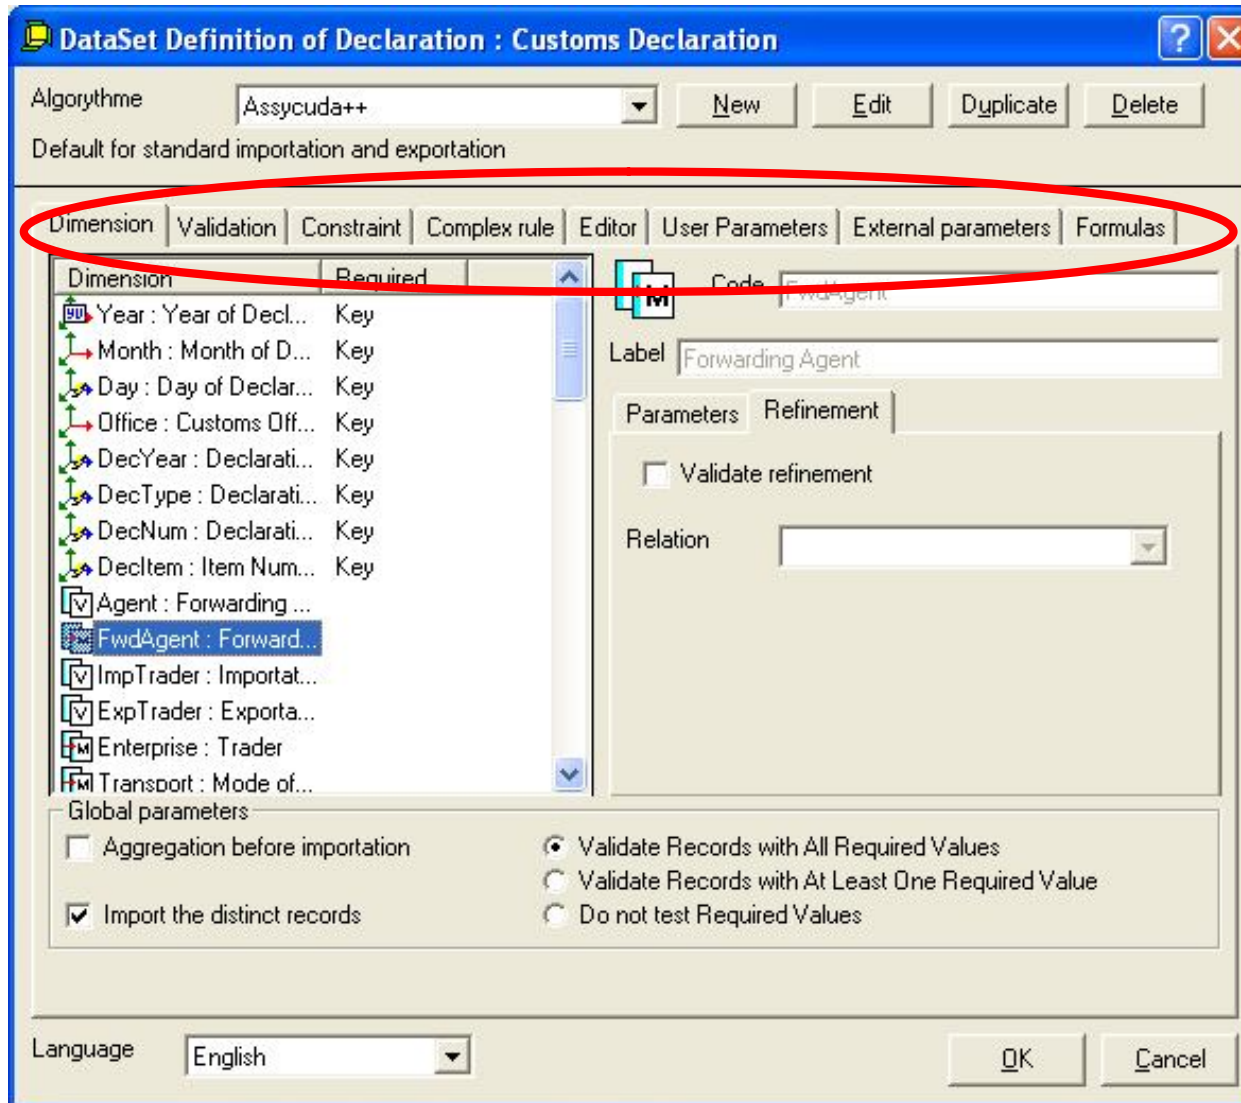 DataSet Definition of Declaration : Customs Declaration
Algorythme Assycuda++ New Edit Duplicate Delete
Default for standard importation and exportation
Dimension Validation Constraint Complex rule Editor User Parameters External parameters Formulas
Dimension Required
Year : Year of Decl... Key
Month : Month of D... Key
Day : Day of Declar... Key
Office : Customs Off... Key
DecYear : Declarati... Key
DecType : Declarati... Key
DecNum : Declarati... Key
DecItem : Item Num... Key
Agent : Forwarding ...
FwdAgent : Forward...
ImpTrader : Importat...
ExpTrader : Exporta...
Enterprise : Trader
Transport : Mode of...
Code FwdAgent
Label Forwarding Agent
Parameters Refinement
Validate refinement
Relation
Global parameters
Aggregation before importation
Import the distinct records
Validate Records with All Required Values
Validate Records with At Least One Required Value
Do not test Required Values
Language English OK Cancel